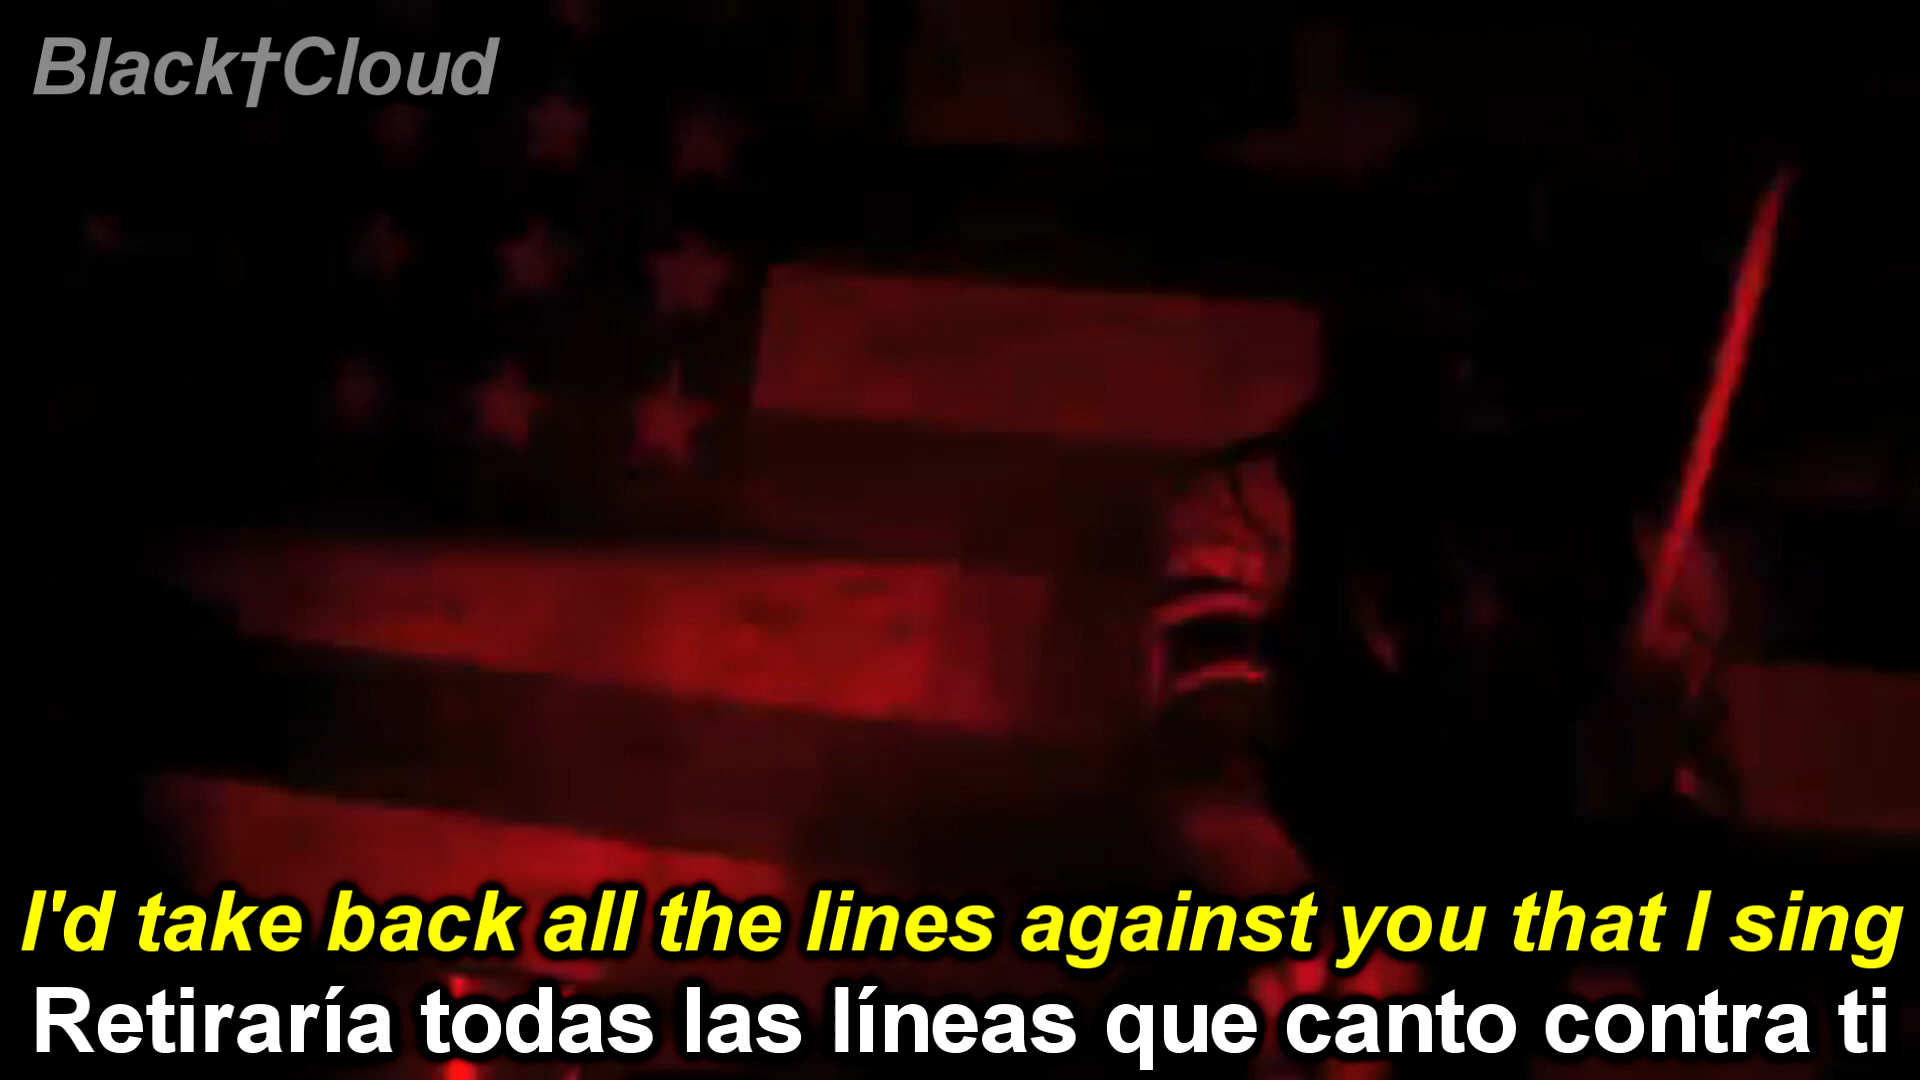 Black†Cloud
I'd take back all the lines against you that I sing
Retiraría todas las líneas que canto contra ti